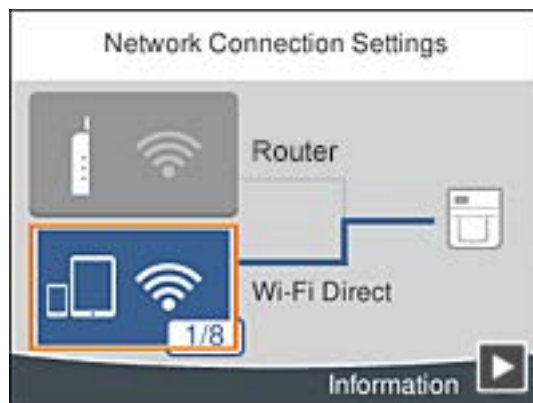 Network Connection Settings
Router
Wi-Fi Direct
1/8
Information